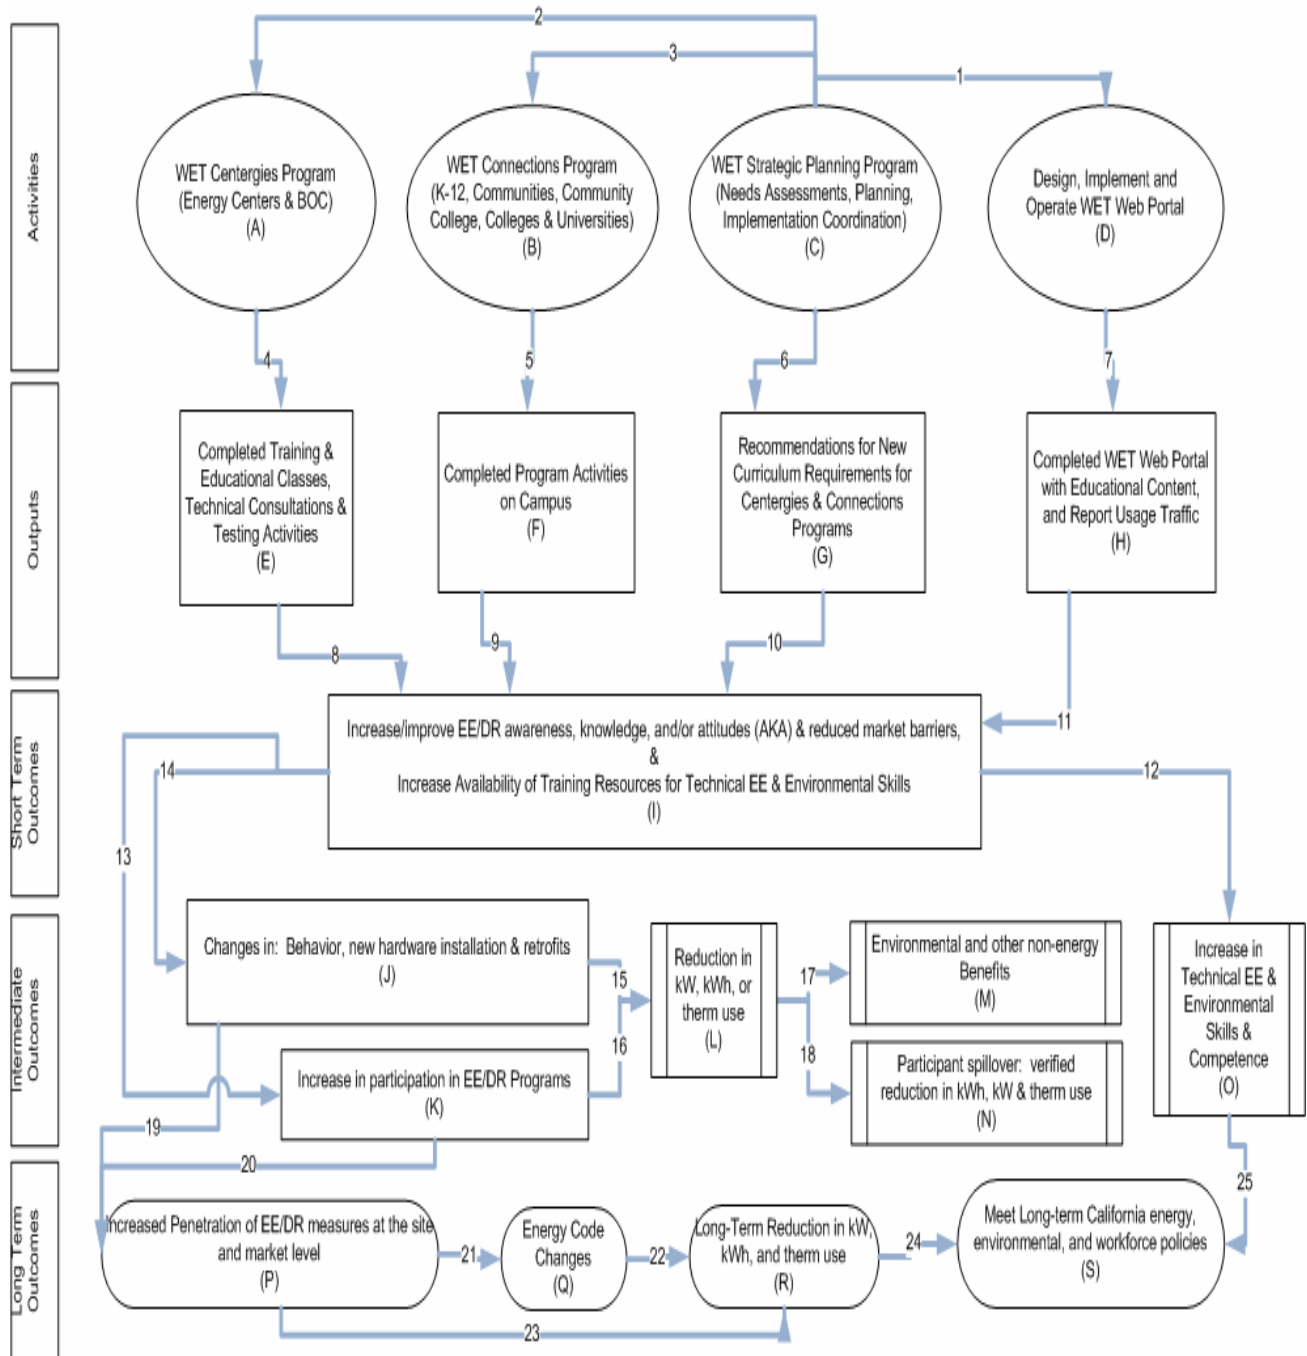 2
3
1
Activities
WET Centergies Program
(Energy Centers & BOC)
(A)
WET Connections Program
(K-12, Communities, Community
College, Colleges & Universities)
(B)
WET Strategic Planning Program
(Needs Assessments, Planning,
Implementation Coordination)
(C)
Design, Implement and
Operate WET Web Portal
(D)
4
5
6
7
Outputs
Completed Training &
Educational Classes,
Technical Consultations &
Testing Activities
(E)
Completed Program Activities
on Campus
(F)
Recommendations for New
Curriculum Requirements for
Centergies & Connections
Programs
(G)
Completed WET Web Portal
with Educational Content,
and Report Usage Traffic
(H)
8
9
10
11
Short Term
Outcomes
Increase/improve EE/DR awareness, knowledge, and/or attitudes (AKA) & reduced market barriers,
&
Increase Availability of Training Resources for Technical EE & Environmental Skills
(I)
14
12
13
Intermediate
Outcomes
Changes in: Behavior, new hardware installation & retrofits
(J)
15
16
Increase in participation in EE/DR Programs
(K)
Reduction in
kW, kWh, or
therm use
(L)
17
18
Environmental and other non-energy
Benefits
(M)
Participant spillover: verified
reduction in kWh, kW & therm use
(N)
Increase in
Technical EE &
Environmental
Skills &
Competence
(O)
19
20
25
Long Term
Outcomes
Increased Penetration of EE/DR measures at the site
and market level
(P)
21
Energy Code
Changes
(Q)
22
Long-Term Reduction in kW,
kWh, and therm use
(R)
24
Meet Long-term California energy,
environmental, and workforce policies
(S)
23